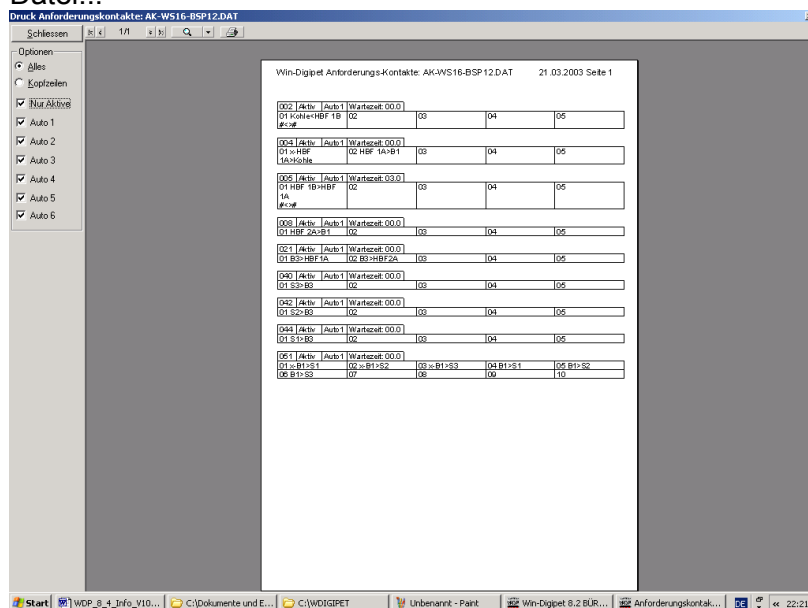 Datei...
Druck Anforderungskontakte: AK-WS16-BSP12.DAT
Schliessen 1/1
Optionen
Alles
Kopfzeilen
Nur Aktive
Auto 1
Auto 2
Auto 3
Auto 4
Auto 5
Auto 6
Win-Digipet Anforderungs-Kontakte: AK-WS16-BSP12.DAT 21.03.2003 Seite 1
002 Aktiv Auto1 Wartezeit: 00.0
01 Kohle<HBF 1B 02 03 04 05
#<>#
004 Aktiv Auto1 Wartezeit: 00.0
01 x-HBF 02 HBF 1A>B1 03 04 05
1A>Kohle
005 Aktiv Auto1 Wartezeit: 03.0
01 HBF 1B>HBF 02 03 04 05
1A
#<>#
008 Aktiv Auto1 Wartezeit: 00.0
01 HBF 2A>B1 02 03 04 05
021 Aktiv Auto1 Wartezeit: 00.0
01 B3>HBF1A 02 B3>HBF2A 03 04 05
040 Aktiv Auto1 Wartezeit: 00.0
01 S3>B3 02 03 04 05
042 Aktiv Auto1 Wartezeit: 00.0
01 S2>B3 02 03 04 05
044 Aktiv Auto1 Wartezeit: 00.0
01 S1>B3 02 03 04 05
051 Aktiv Auto1 Wartezeit: 00.0
01 x-B1>S1 02 x-B1>S2 03 x-B1>S3 04 B1>S1 05 B1>S2
06 B1>S3 07 08 09 10
Start WDP_8_4_Info_V10... C:\Dokumente und E... C:\WDIGIPET Unbenannt - Paint Win-Digipet 8.2 BÜR... Anforderungskontak... DE « 22:21